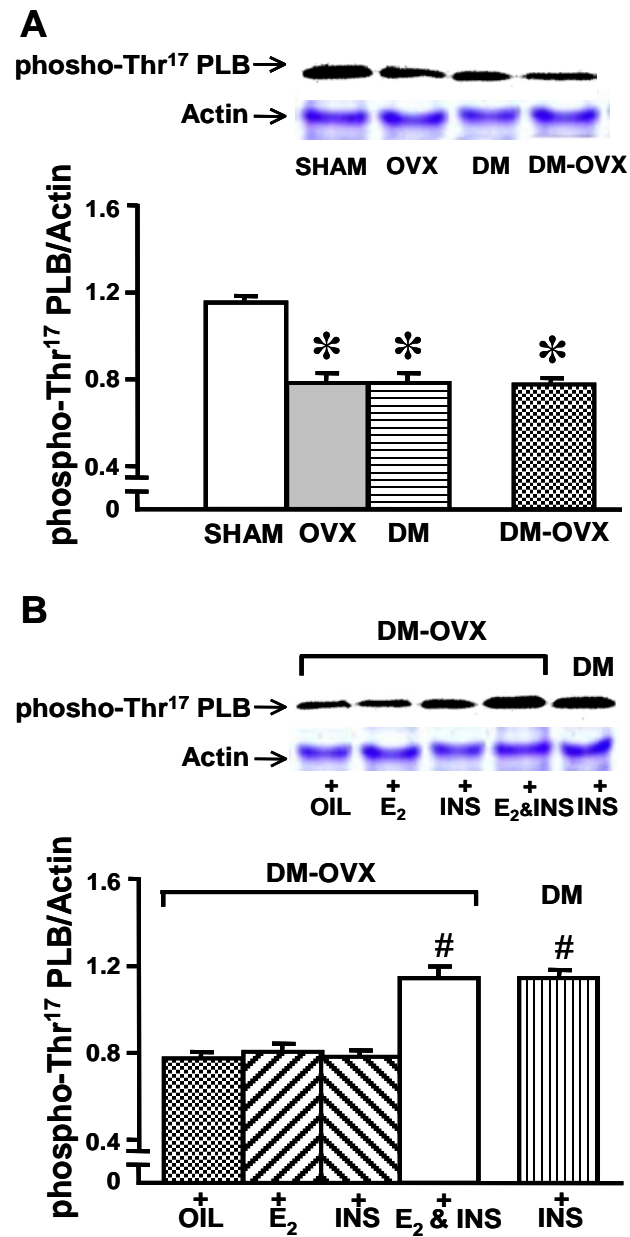 A
phosho-Thr17 PLB→
Actin→
SHAM OVX DM DM-OVX
phospho-Thr17 PLB/Actin
1.6
1.2
0.8
0.4
0
* * *
SHAM OVX DM DM-OVX
B
DM-OVX
DM
phosho-Thr17 PLB→
Actin→
+ + + + +
OIL E2 INS E2&INS INS
phospho-Thr17 PLB/Actin
1.6
1.2
0.8
0.4
0
DM-OVX
DM
# #
+ + + + +
OIL E2 INS E2 & INS INS